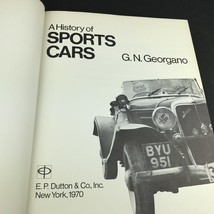 A History of
SPORTS
CARS
G. N. Georgano
BYU
951
E. P. Dutton & Co., Inc.
New York, 1970